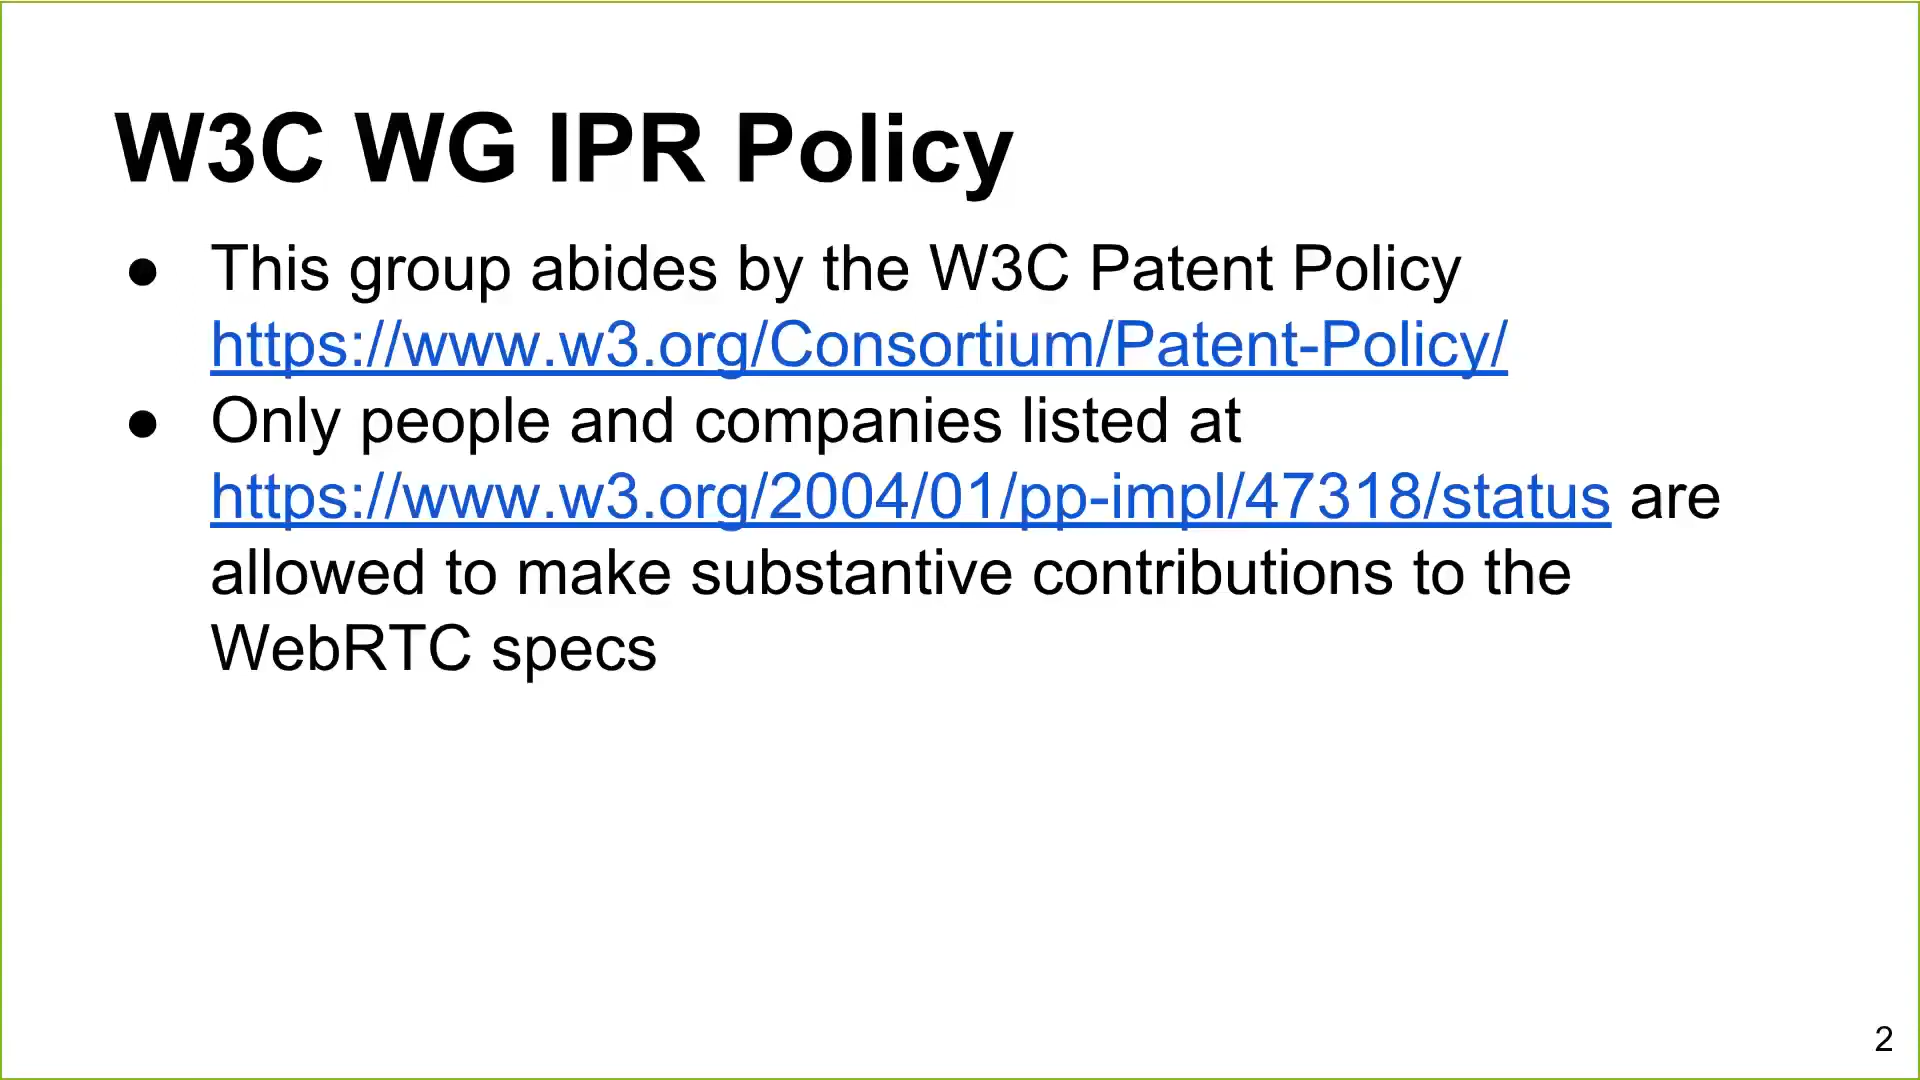 W3C WG IPR Policy
● This group abides by the W3C Patent Policy
https://www.w3.org/Consortium/Patent-Policy/
● Only people and companies listed at
https://www.w3.org/2004/01/pp-impl/47318/status are
allowed to make substantive contributions to the
WebRTC specs
2